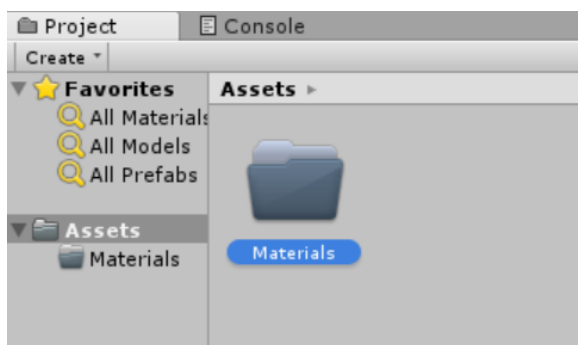 Project
Console
Create
Favorites
All Materials
All Models
All Prefabs
Assets
Materials
Assets
Materials